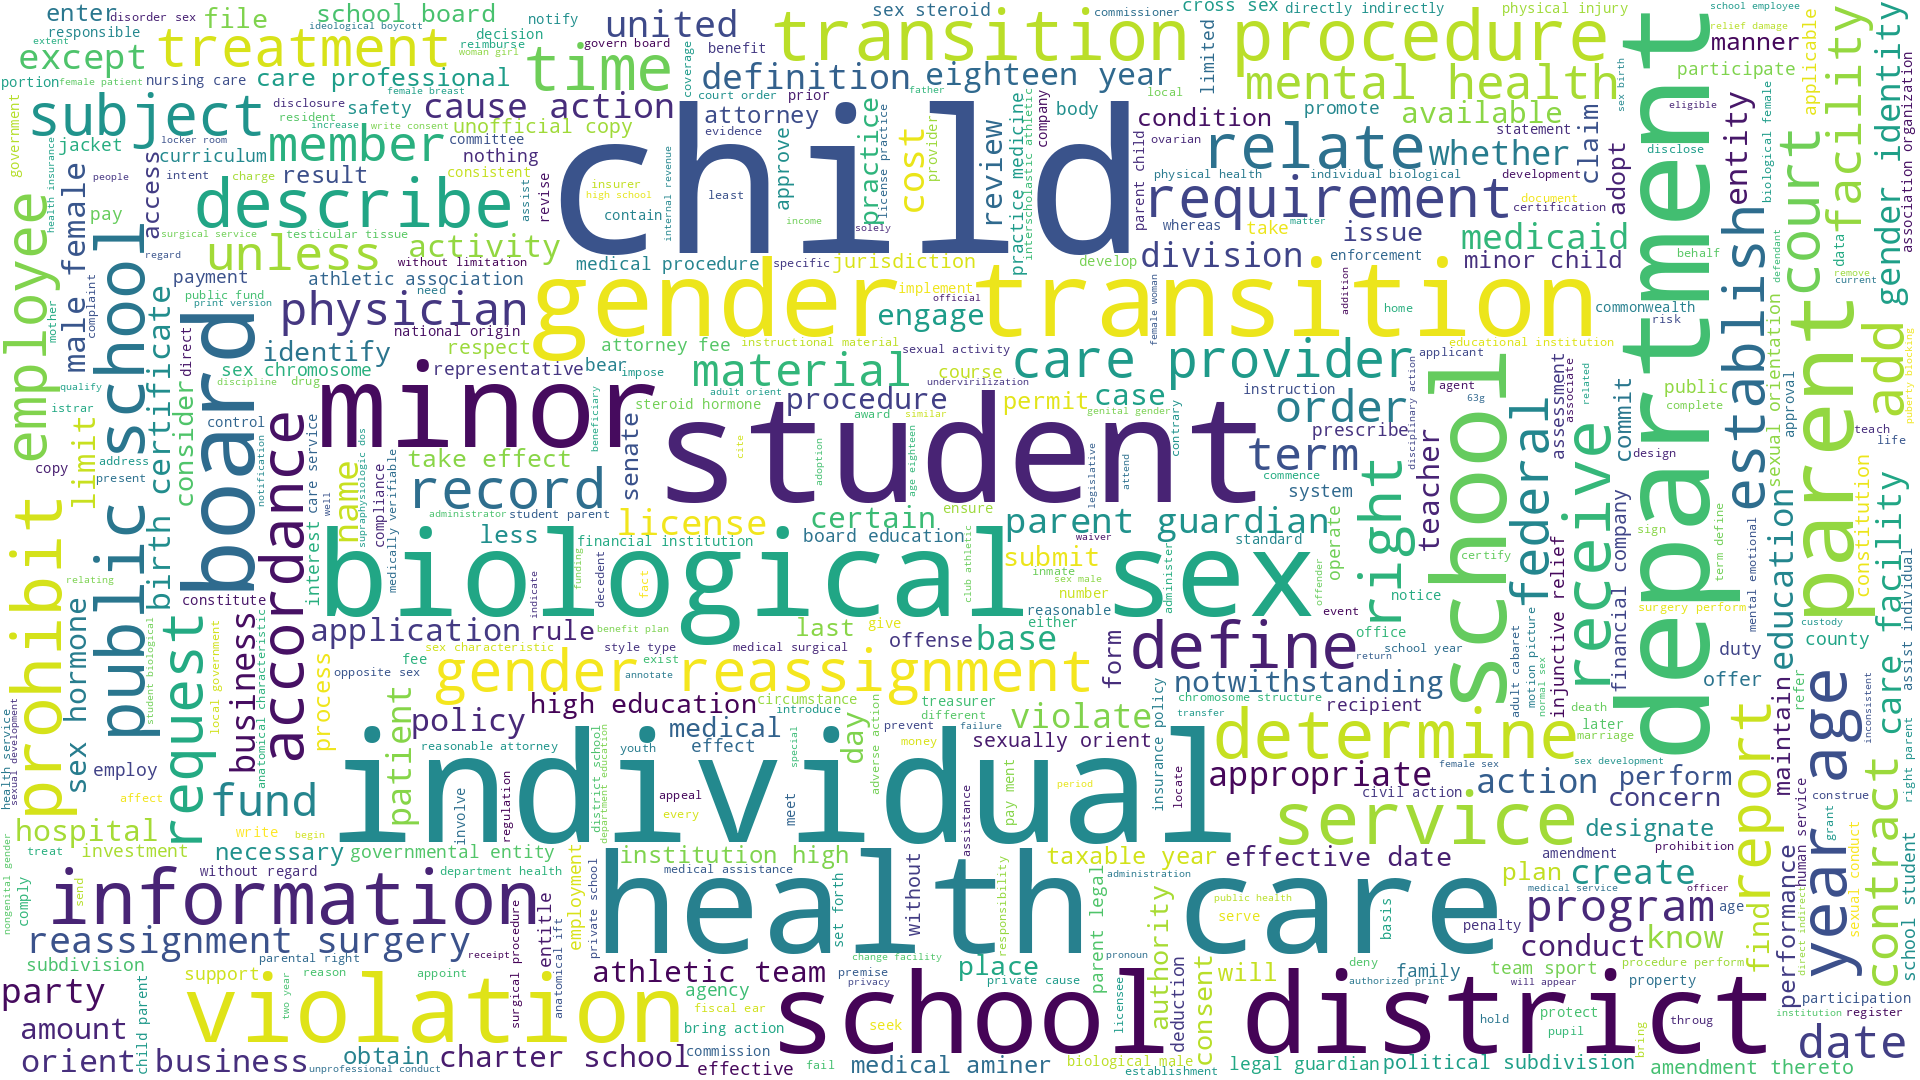 enter
disorder sex
file
school board
notify
sex steroid
commissioner
cross sex
directly indirectly
physical injury
school employee
responsible
ideological boycott
decision
united
transition procedure
relief damage
except
treatment
reimburse
woman girl
govern board
time
benefit
manner
portion
female patient
nursing care
care professional
coverage
definition
eighteen year
limited
mental health
participate
applicable
facility
gender identity
association organization
government
subject
disclosure
safety
female breast
cause action
court order
prior
father
local
sex birth
eligible
resident
increase
write consent
unofficial copy
attorney
evidence
practice
cost
provider
review
practice medicine
company
body
condition
promote
available
statement
claim
entity
disclose
biological female
jacket
locker room
member
committee
nothing
child
approve
license practice
interscholastic athletic
parent child
ovarian
relate
whether
adopt
department
court
male female
people
curriculum
intent
result
consistent
insurer
high school
least
physical health
individual biological
development
health insurance
access
charge
describe
assist
revise
contain
internal revenue
income
solely
requirement
document
certification
employee
pay
surgical service
testicular tissue
whereas
take
matter
issue
medicaid
data
defendant
regard
unless
activity
without limitation
medical procedure
specific
jurisdiction
develop
division
enforcement
minor child
behalf
remove
current
public school
complaint
payment
athletic association
need
implement
official
addition
home
commonwealth
establish
mother
public fund
print version
physician
gender transition
engage
female woman
risk
parent
add
direct
national origin
attorney fee
instructional material
sexual activity
educational institution
board
identify
respect
representative
bear
impose
material
course
undervirilization
care provider
applicant
assessment
associate
related
public
complete
sexual orientation
approval
puberty blocking
qualify
sex chromosome
discipline
drug
minor
adult orient
steroid hormone
procedure
award
similar
permit
genital gender
case
instruction
order
agent
63g
school
commit
design
teach
life
istrar
limit
consider
control
accordance
beneficiary
student
cite
adoption
age eighteen
legislative
attend
contrary
prescribe
disciplinary action
teacher
federal
receive
copy
address
present
birth certificate
notification
interest care service
name
take effect
senate
term
commence
system
right
constitution
prohibit
well
supraphysiologic dos
compliance
medically verifiable
record
administrator
student parent
license
certain
ensure
parent guardian
operate
financial company
sign
term define
mental emotional
education
relating
less
financial institution
board education
club athletic
submit
waiver
standard
certify
care facility
assist individual
constitute
biological sex
indicate
funding
decedent
fact
inmate
sex male
number
reasonable
administer
offender
notice
injunctive relief
surgery perform
custody
sex hormone
student biological
request
local government
business
anatomical characteristic
application
rule
benefit plan
last
give
offense
base
either
event
define
office
county
process
sex characteristic
style type
medical surgical
form
return
school year
adult cabaret
motion picture
normal sex
duty
year age
inconsistent
opposite sex
fee
exist
annotate
gender reassignment
notwithstanding
offer
refer
patient
high education
circumstance
introduce
treasurer
different
violate
chromosome structure
transfer
recipient
death
later
marriage
report
maintain
health service
sexual development
employ
policy
medical
effect
reasonable attorney
youth
special
day
adverse action
prevent
failure
sexually orient
insurance policy
determine
female sex
sex development
right parent
affect
fund
individual
district school
department education
money
period
locate
appropriate
civil action
action
perform
concern
construe
contract
hospital
write
begin
involve
regulation
appeal
every
meet
assistance
pay ment
service
designate
human service
grant
nongenital gender
treat
investment
necessary
governmental entity
employment
institution high
taxable year
effective date
amendment
prohibition
performance
sexual conduct
school student
without regard
department health
medical assistance
without
responsibility
administration
plan
create
comply
send
information
entitle
private school
health care
set forth
public health
serve
authority
basis
medical service
officer
program
age
penalty
find
direct indirect
reassignment surgery
surgical procedure
anatomical ift
parent legal
conduct
know
subdivision
parental right
receipt
change facility
pronoun
deny
support
reason
appoint
athletic team
premise
privacy
place
private cause
consent
will
family
authorized print
team sport
will appear
procedure perform
property
party
child parent
two year
violation
agency
fiscal ear
school district
licensee
deduction
participation
institution
register
amount
bring action
seek
hold
protect
pupil
throug
bring
date
orient business
unprofessional conduct
obtain
charter school
commission
effective
fail
medical aminer
biological male
establishment
legal guardian
political subdivision
amendment thereto